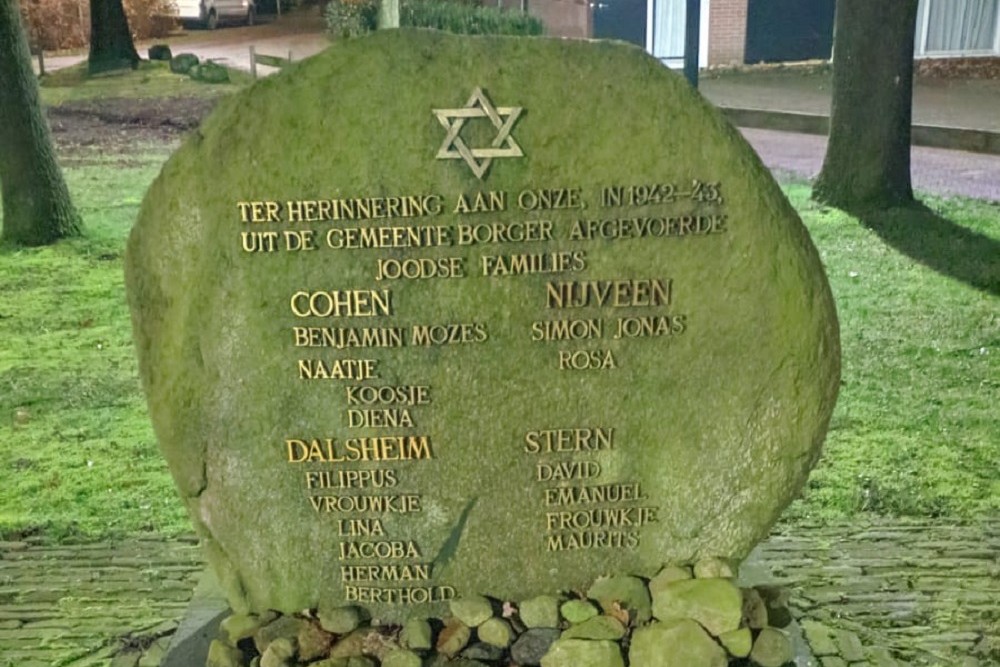 TER HERINNERING AAN ONZE, IN 1942-'43,
UIT DE GEMEENTE BORGER AFGEVOERDE
JOODSE FAMILIES
COHEN
BENJAMIN MOZES
NAATJE
KOOSJE
DIENA
NIJVEEN
SIMON JONAS
ROSA
DALSHEIM
FILIPPUS
VROUWKJE
LINA
JACOBA
HERMAN
BERTHOLD
STERN
DAVID
EMANUEL
FROUWKJE
MAURITS